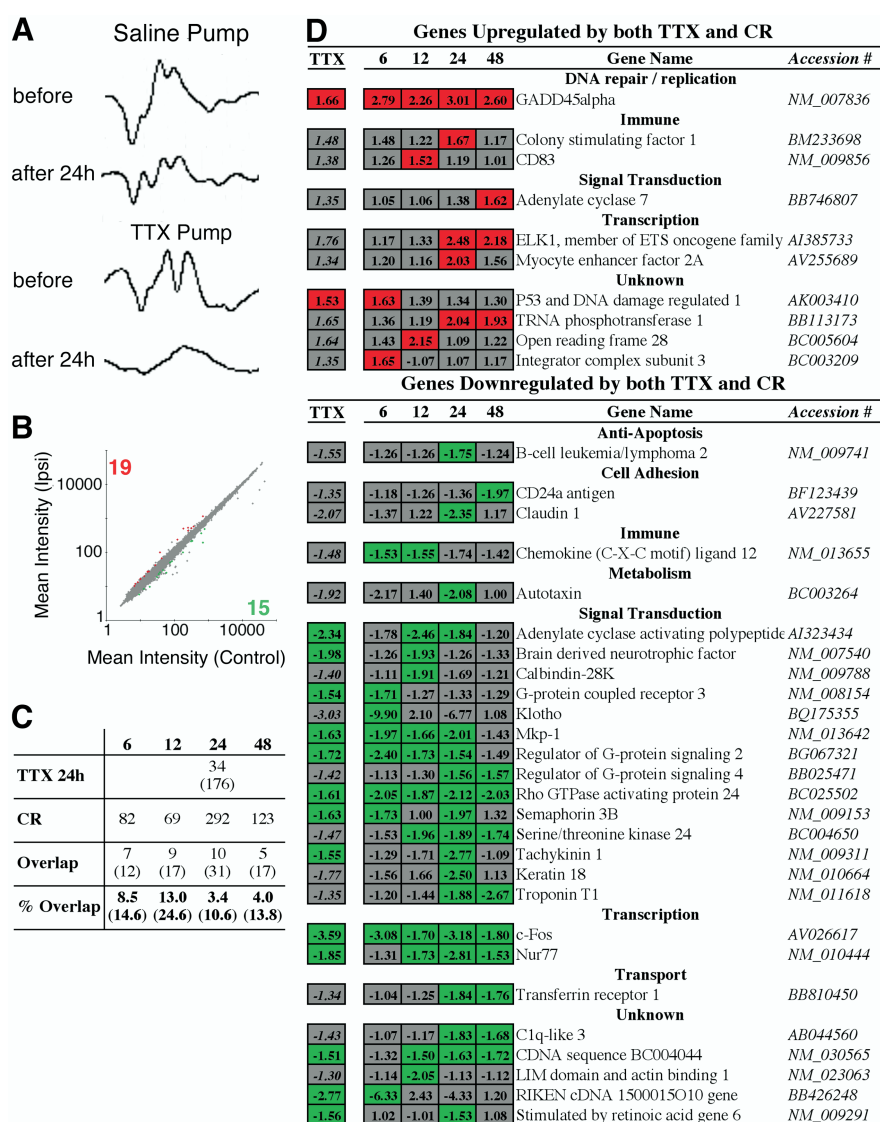 A
Saline Pump
before
after 24h
TTX Pump
before
after 24h
B
Mean Intensity (Ipsi)
10000
100
1
19
15
1 100 10000
Mean Intensity (Control)
C
6 12 24 48
TTX 24h 34
(176)
CR 82 69 292 123
Overlap 7 9 10 5
(12) (17) (31) (17)
% Overlap 8.5 13.0 3.4 4.0
(14.6) (24.6) (10.6) (13.8)
D
Genes Upregulated by both TTX and CR
TTX 6 12 24 48 Gene Name Accession #
DNA repair / replication
1.66 2.79 2.26 3.01 2.60 GADD45alpha NM_007836
Immune
1.48 1.48 1.22 1.67 1.17 Colony stimulating factor 1 BM233698
1.38 1.26 1.52 1.19 1.01 CD83 NM_009856
Signal Transduction
1.35 1.05 1.06 1.38 1.62 Adenylate cyclase 7 BB746807
Transcription
1.76 1.17 1.33 2.48 2.18 ELK1, member of ETS oncogene family AI385733
1.34 1.20 1.16 2.03 1.56 Myocyte enhancer factor 2A AV255689
Unknown
1.53 1.63 1.39 1.34 1.30 P53 and DNA damage regulated 1 AK003410
1.65 1.36 1.19 2.04 1.93 TRNA phosphotransferase 1 BB113173
1.64 1.43 2.15 1.09 1.22 Open reading frame 28 BC005604
1.35 1.65 -1.07 1.07 1.17 Integrator complex subunit 3 BC003209
Genes Downregulated by both TTX and CR
TTX 6 12 24 48 Gene Name Accession #
Anti-Apoptosis
-1.55 -1.26 -1.26 -1.75 -1.24 B-cell leukemia/lymphoma 2 NM_009741
Cell Adhesion
-1.35 -1.18 -1.26 -1.36 -1.97 CD24a antigen BF123439
-2.07 -1.37 1.22 -2.35 1.17 Claudin 1 AV227581
Immune
-1.48 -1.53 -1.55 -1.74 -1.42 Chemokine (C-X-C motif) ligand 12 NM_013655
Metabolism
-1.92 -2.17 1.40 -2.08 1.00 Autotaxin BC003264
Signal Transduction
-2.34 -1.78 -2.46 -1.84 -1.20 Adenylate cyclase activating polypeptide AI323434
-1.98 -1.26 -1.93 -1.26 -1.33 Brain derived neurotrophic factor NM_007540
-1.40 -1.11 -1.91 -1.69 -1.21 Calbindin-28K NM_009788
-1.54 -1.71 -1.27 -1.33 -1.29 G-protein coupled receptor 3 NM_008154
-3.03 -9.90 2.10 -6.77 1.08 Klotho BQ175355
-1.63 -1.97 -1.66 -2.01 -1.43 Mkp-1 NM_013642
-1.72 -2.40 -1.73 -1.54 -1.49 Regulator of G-protein signaling 2 BG067321
-1.42 -1.13 -1.30 -1.56 -1.57 Regulator of G-protein signaling 4 BB025471
-1.61 -2.05 -1.87 -2.12 -2.03 Rho GTPase activating protein 24 BC025502
-1.63 -1.73 1.00 -1.97 1.32 Semaphorin 3B NM_009153
-1.47 -1.53 -1.96 -1.89 -1.74 Serine/threonine kinase 24 BC004650
-1.55 -1.29 -1.71 -2.77 -1.09 Tachykinin 1 NM_009311
-1.77 -1.56 1.66 -2.50 1.13 Keratin 18 NM_010664
-1.35 -1.20 -1.44 -1.88 -2.67 Troponin T1 NM_011618
Transcription
-3.59 -3.08 -1.70 -3.18 -1.80 c-Fos AV026617
-1.85 -1.31 -1.73 -2.81 -1.53 Nur77 NM_010444
Transport
-1.34 -1.04 -1.25 -1.84 -1.76 Transferrin receptor 1 BB810450
Unknown
-1.43 -1.07 -1.17 -1.83 -1.68 C1q-like 3 AB044560
-1.51 -1.32 -1.50 -1.63 -1.72 CDNA sequence BC004044 NM_030565
-1.30 -1.14 -2.05 -1.13 -1.12 LIM domain and actin binding 1 NM_023063
-2.77 -6.33 2.43 -4.33 1.20 RIKEN cDNA 1500015O10 gene BB426248
-1.56 1.02 -1.01 -1.53 1.08 Stimulated by retinoic acid gene 6 NM_009291